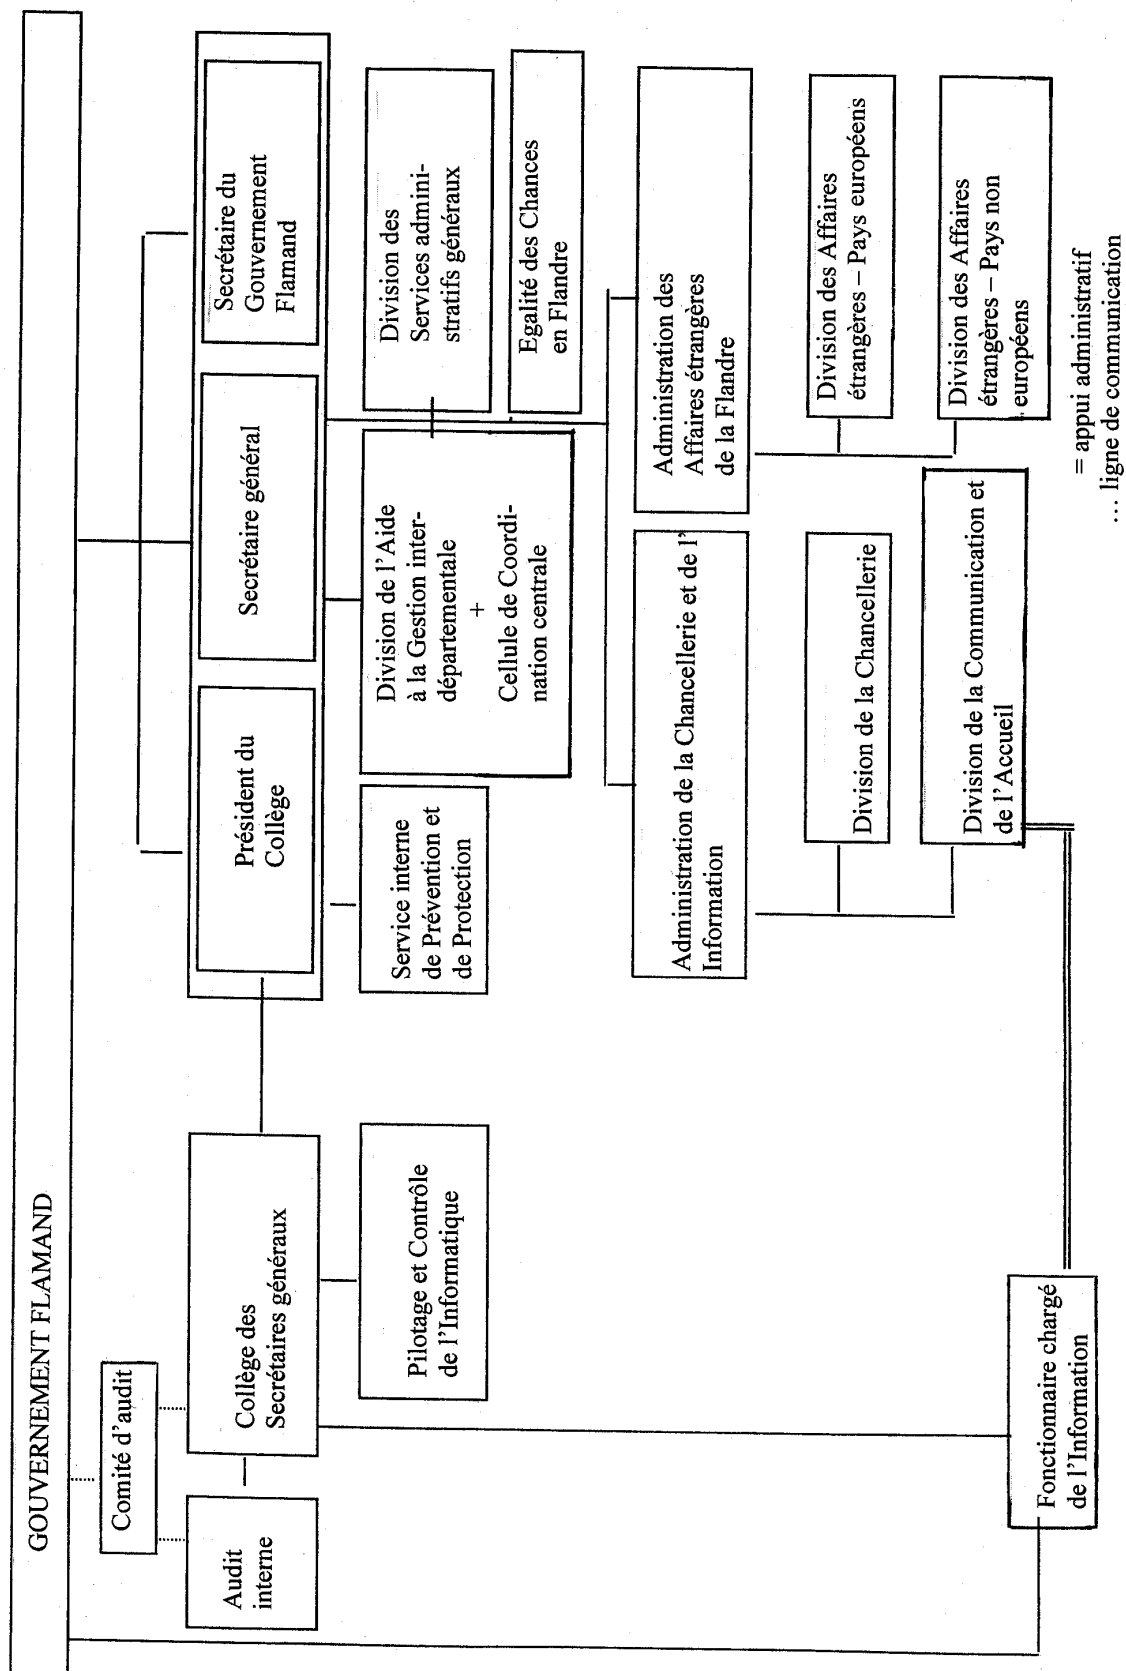 GOUVERNEMENT FLAMAND
Comité d'audit
Audit
interne
Collège des
Secrétaires généraux
Président du
Collège
Secrétaire général
Secrétaire du
Gouvernement
Flamand
Pilotage et Contrôle
de l'Informatique
Service interne
de Prévention et
de Protection
Division de l'Aide
à la Gestion inter-
départementale
+
Cellule de Coordi-
nation centrale
Division des
Services admini-
stratifs généraux
Egalité des Chances
en Flandre
Administration de la Chancellerie et de l'
Information
Administration des
Affaires étrangères
de la Flandre
Division de la Chancellerie
Division des Affaires
étrangères – Pays européens
Division de la Communication et
de l'Accueil
Division des Affaires
étrangères – Pays non
européens
Fonctionnaire chargé
de l'Information
= appui administratif
… ligne de communication